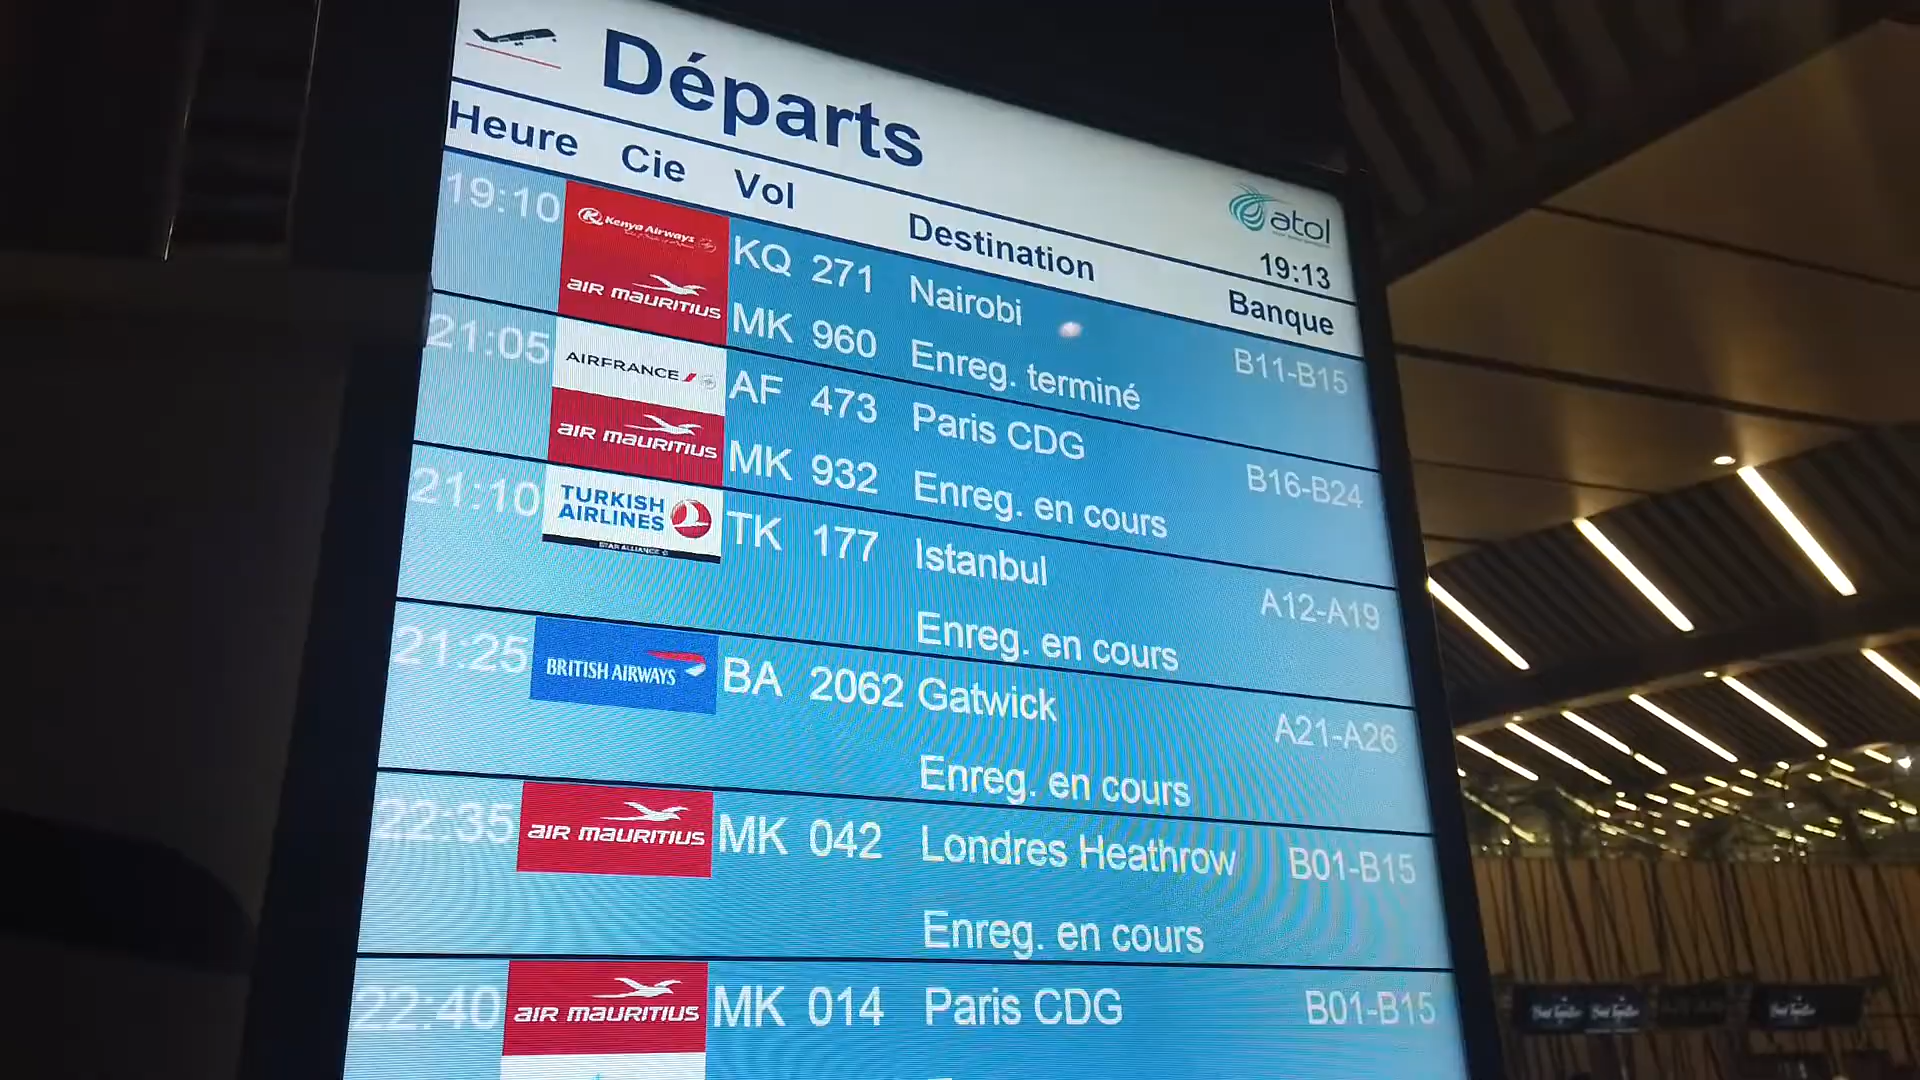 Départs
atol
19:13
Heure Cie Vol Destination Banque
19:10 Kenya Airways KQ 271 Nairobi B11-B15
AIR MAURITIUS MK 960 Enreg. terminé
21:05 AIRFRANCE AF 473 Paris CDG B16-B24
AIR MAURITIUS MK 932 Enreg. en cours
21:10 TURKISH AIRLINES TK 177 Istanbul A12-A19
STAR ALLIANCE
Enreg. en cours
21:25 BRITISH AIRWAYS BA 2062 Gatwick A21-A26
Enreg. en cours
22:35 AIR MAURITIUS MK 042 Londres Heathrow B01-B15
Enreg. en cours
22:40 AIR MAURITIUS MK 014 Paris CDG B01-B15